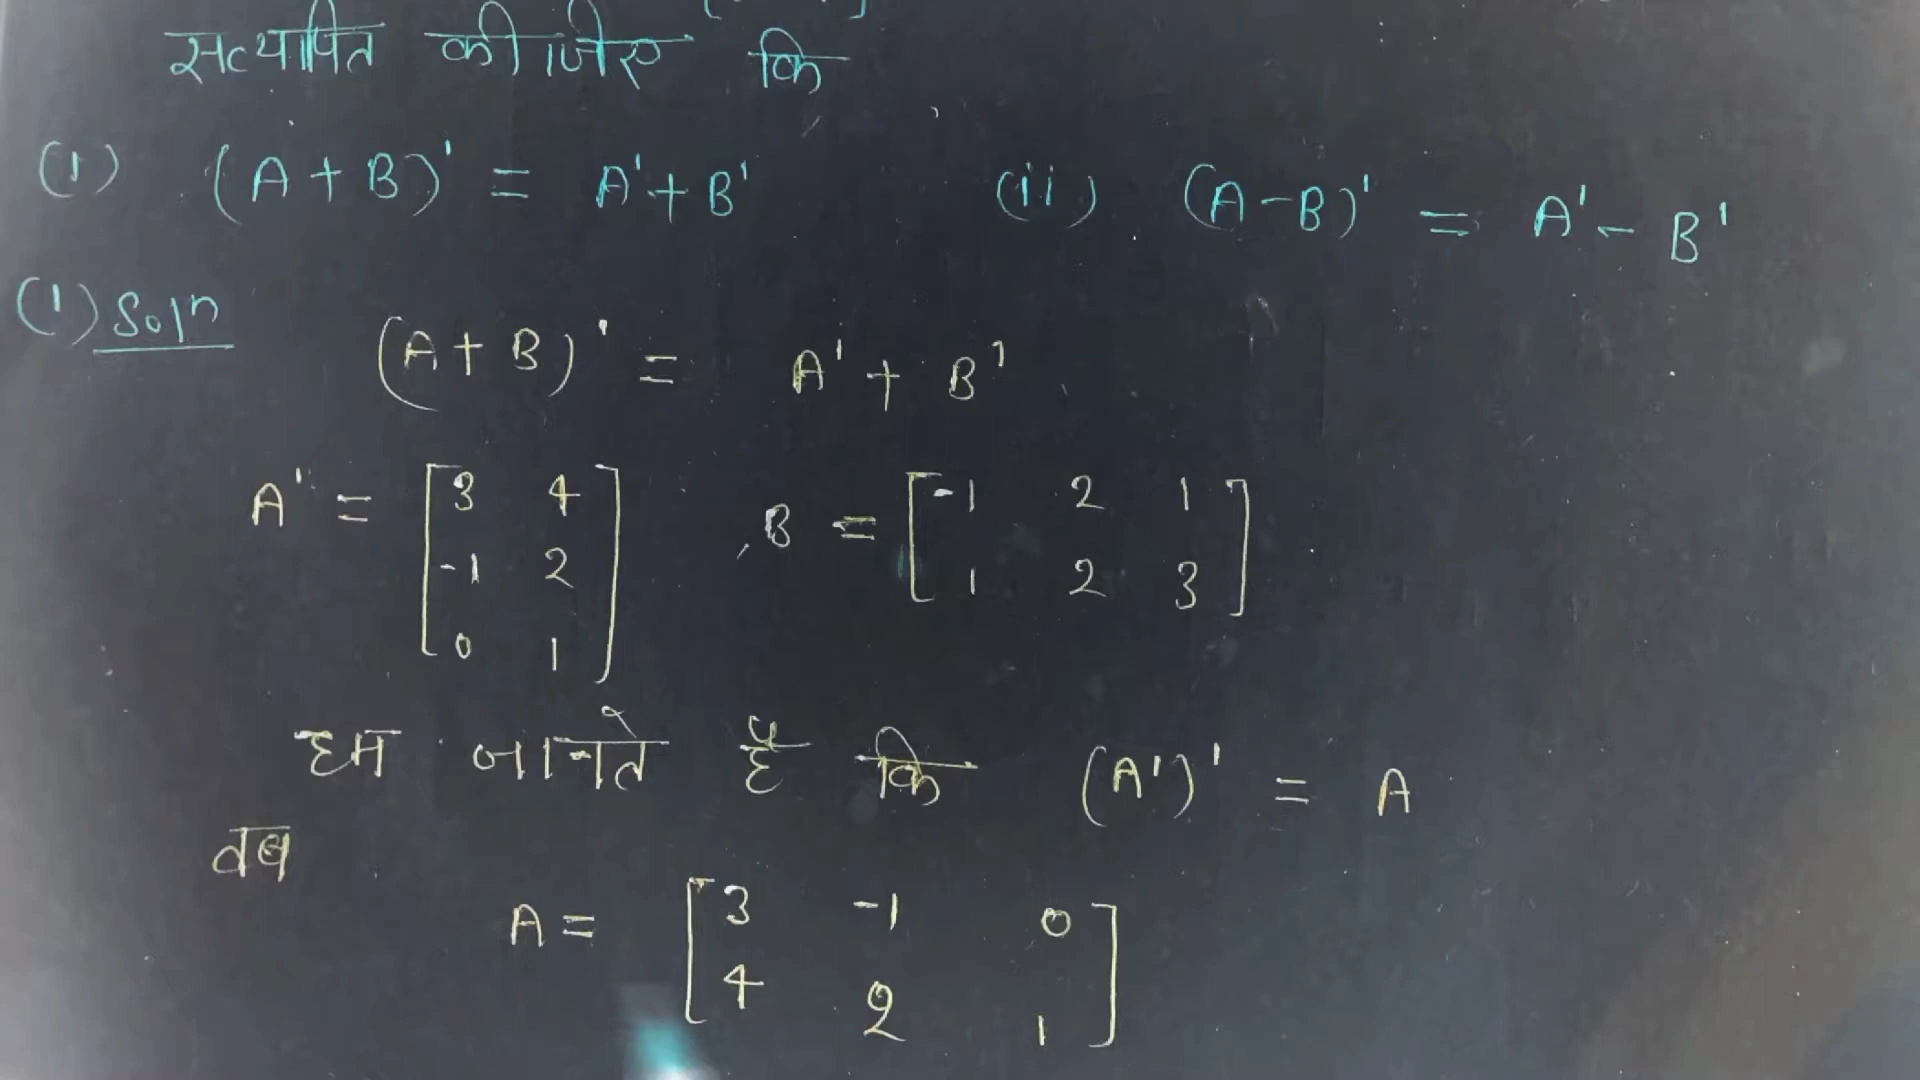 सत्यापित कीजिए कि
(i) (A+B)' = A'+B' (ii) (A-B)' = A'- B'
(i) Soln
(A+B)' = A'+ B'
A' = [3 4 -1 2 0 1] , B = [-1 2 1 1 2 3]
हम जानते है कि (A')' = A
तब
A = [3 -1 0 4 2 1]